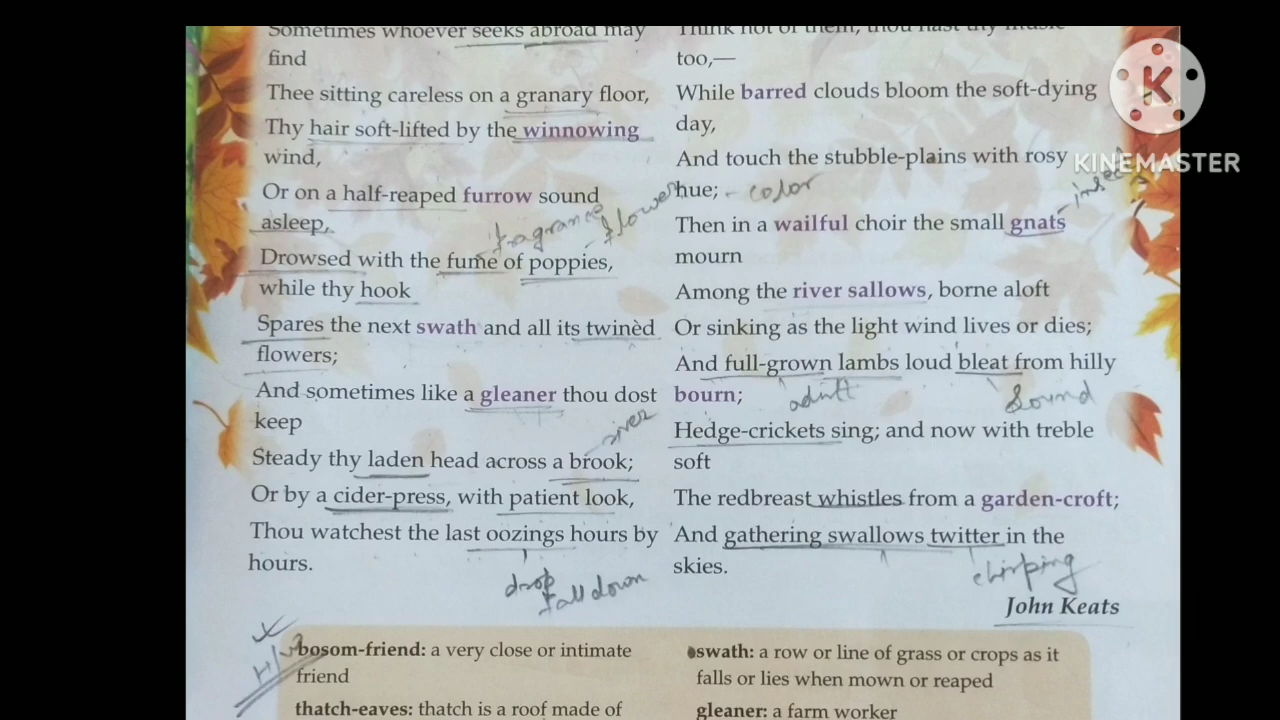 Sometimes whoever seeks abroad may
find
Thee sitting careless on a granary floor,
Thy hair soft-lifted by the winnowing
wind,
Or on a half-reaped furrow sound
asleep,
fragrance
flower
Drowsed with the fume of poppies,
while thy hook
Spares the next swath and all its twinèd
flowers;
And sometimes like a gleaner thou dost
keep
river
Steady thy laden head across a brook;
Or by a cider-press, with patient look,
Thou watchest the last oozings hours by
hours.
drop
fall down
Think not of them, thou hast thy music
too,—
While barred clouds bloom the soft-dying
day,
And touch the stubble-plains with rosy
hue; - color
insects
Then in a wailful choir the small gnats
mourn
Among the river sallows, borne aloft
Or sinking as the light wind lives or dies;
And full-grown lambs loud bleat from hilly
bourn;
adult
Sound
Hedge-crickets sing; and now with treble
soft
The redbreast whistles from a garden-croft;
And gathering swallows twitter in the
skies.
chirping
John Keats
H/
bosom-friend: a very close or intimate
friend
thatch-eaves: thatch is a roof made of
swath: a row or line of grass or crops as it
falls or lies when mown or reaped
gleaner: a farm worker
K
KINEMASTER